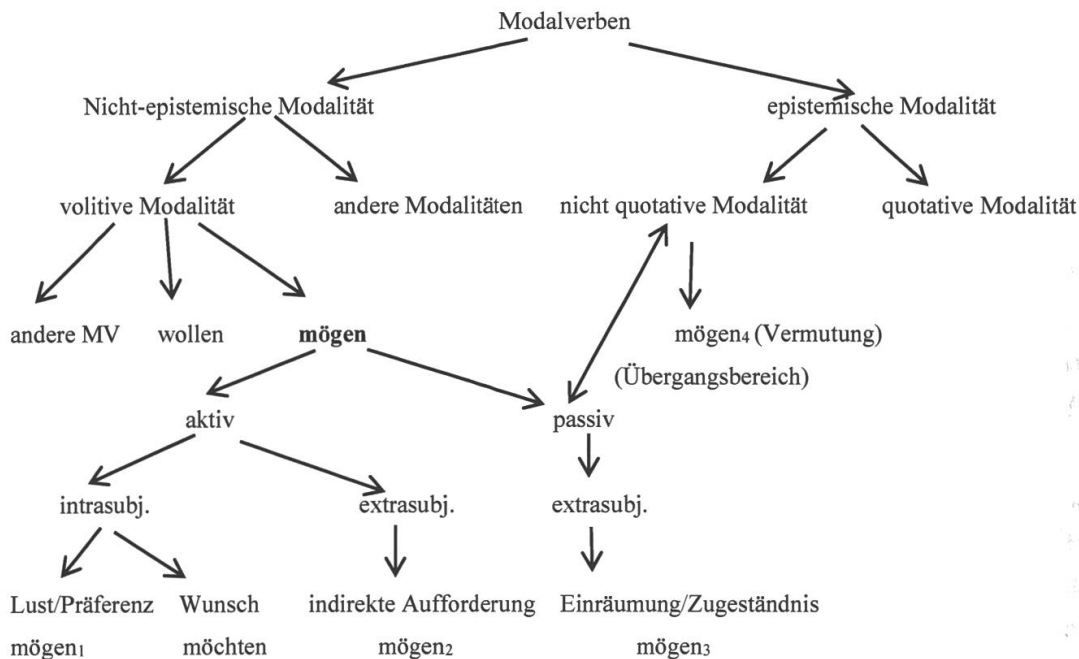 Modalverben
Nicht-epistemische Modalität epistemische Modalität
volitive Modalität andere Modalitäten nicht quotative Modalität quotative Modalität
andere MV wollen mögen mögen₄ (Vermutung)
(Übergangsbereich)
aktiv passiv
intrasubj. extrasubj. extrasubj.
Lust/Präferenz Wunsch indirekte Aufforderung Einräumung/Zugeständnis
mögen₁ möchten mögen₂ mögen₃